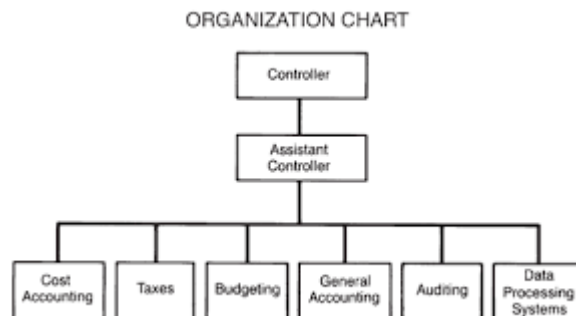 ORGANIZATION CHART
Controller
Assistant
Controller
Cost
Accounting
Taxes
Budgeting
General
Accounting
Auditing
Data
Processing
Systems